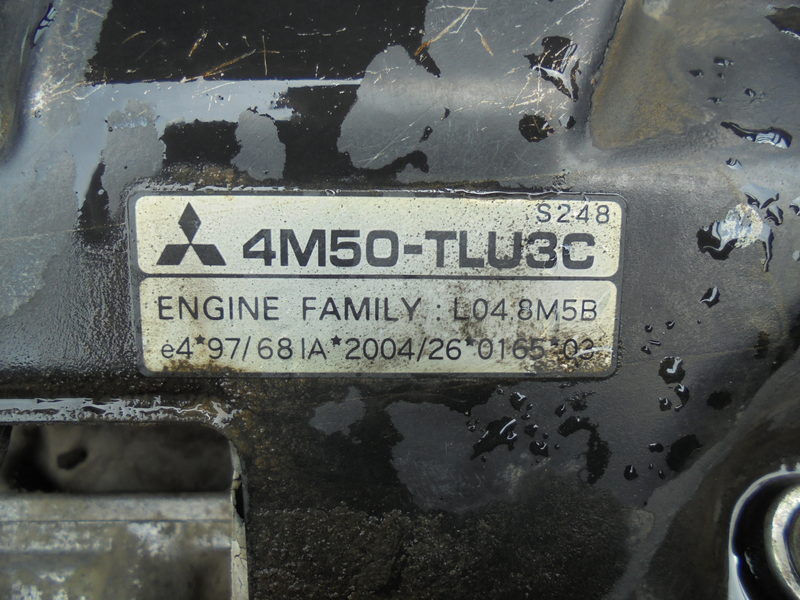 S248
4M50-TLU3C
ENGINE FAMILY : L04.8M5B
e4*97/68IA*2004/26*0165*03